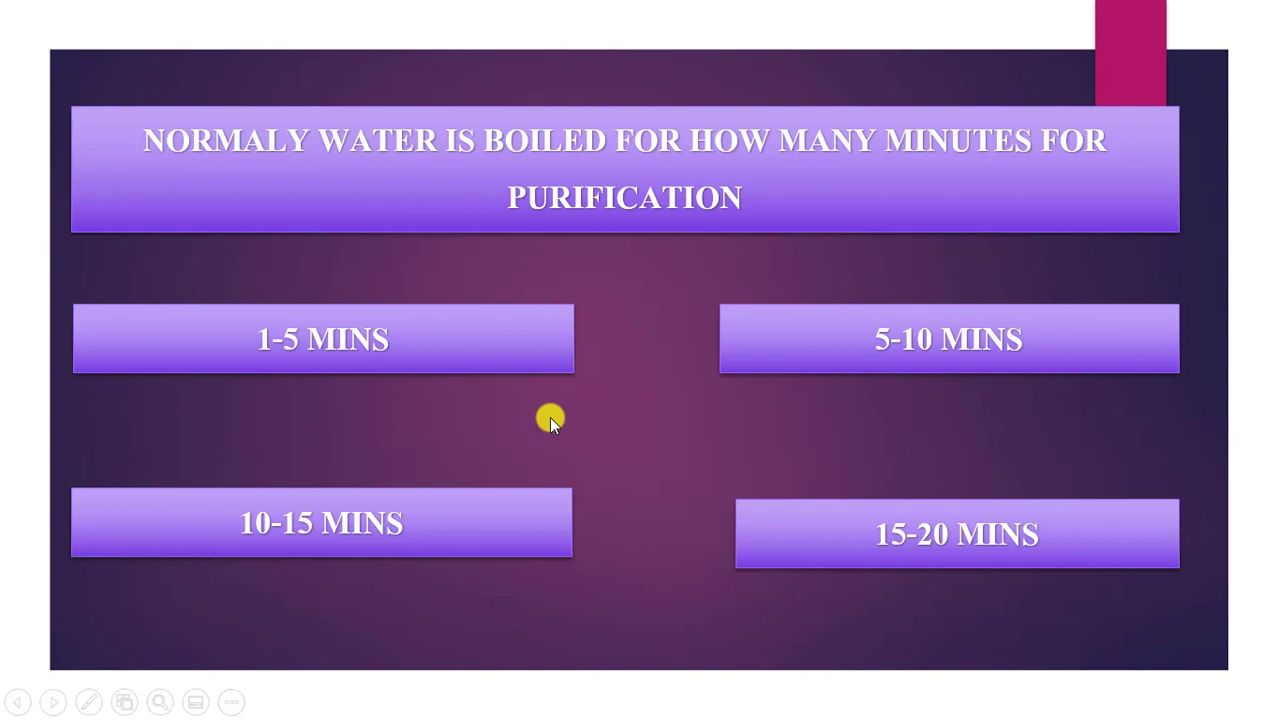 NORMALY WATER IS BOILED FOR HOW MANY MINUTES FOR
PURIFICATION
1-5 MINS
5-10 MINS
10-15 MINS
15-20 MINS